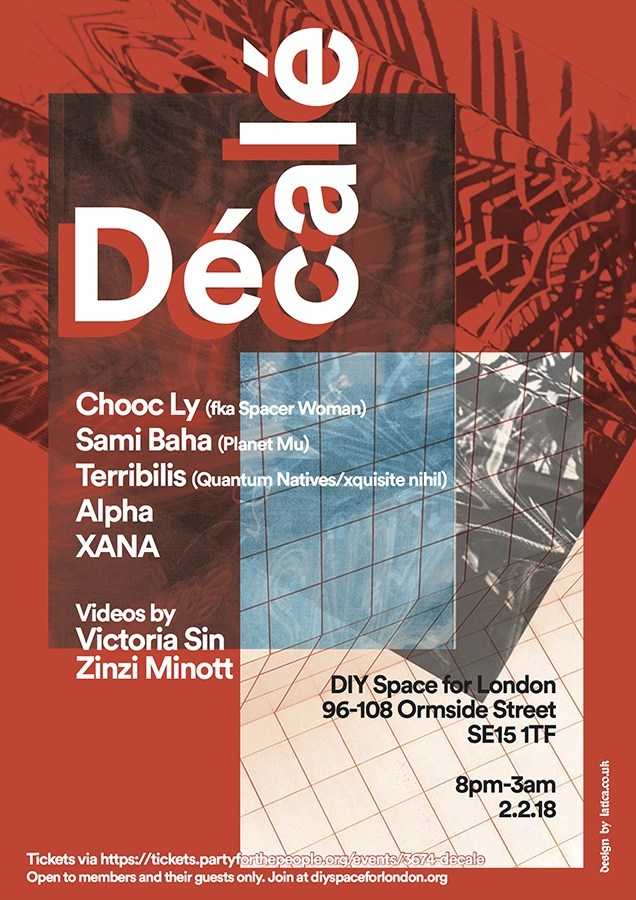 Décalé
Chooc Ly (fka Spacer Woman)
Sami Baha (Planet Mu)
Terribilis (Quantum Natives/xquisite nihil)
Alpha
XANA
Videos by
Victoria Sin
Zinzi Minott
DIY Space for London
96-108 Ormside Street
SE15 1TF
8pm-3am
2.2.18
Design by latica.co.uk
Tickets via https://tickets.partyforthepeople.org/events/3674-decale
Open to members and their guests only. Join at diyspaceforlondon.org